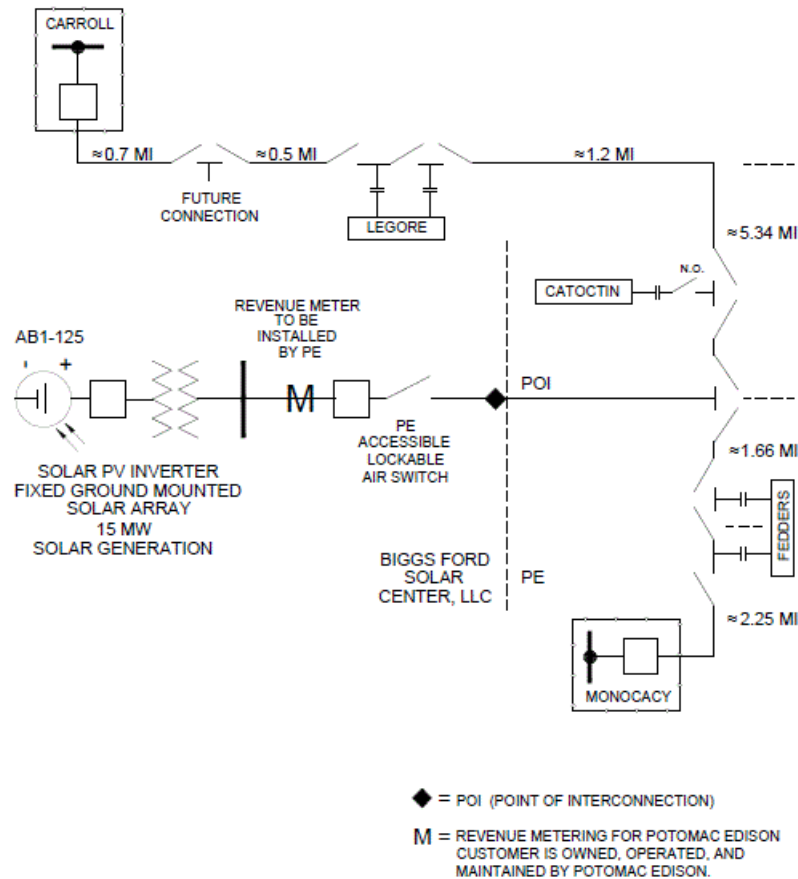 CARROLL
≈0.7 MI
≈0.5 MI
≈1.2 MI
FUTURE
CONNECTION
LEGORE
≈5.34 MI
N.O.
CATOCTIN
REVENUE METER
TO BE
INSTALLED
BY PE
AB1-125
- +
M
POI
PE
ACCESSIBLE
LOCKABLE
AIR SWITCH
≈1.66 MI
SOLAR PV INVERTER
FIXED GROUND MOUNTED
SOLAR ARRAY
15 MW
SOLAR GENERATION
FEDDERS
BIGGS FORD
SOLAR
CENTER, LLC
PE
≈2.25 MI
MONOCACY
◆ = POI (POINT OF INTERCONNECTION)
M = REVENUE METERING FOR POTOMAC EDISON
CUSTOMER IS OWNED, OPERATED, AND
MAINTAINED BY POTOMAC EDISON.